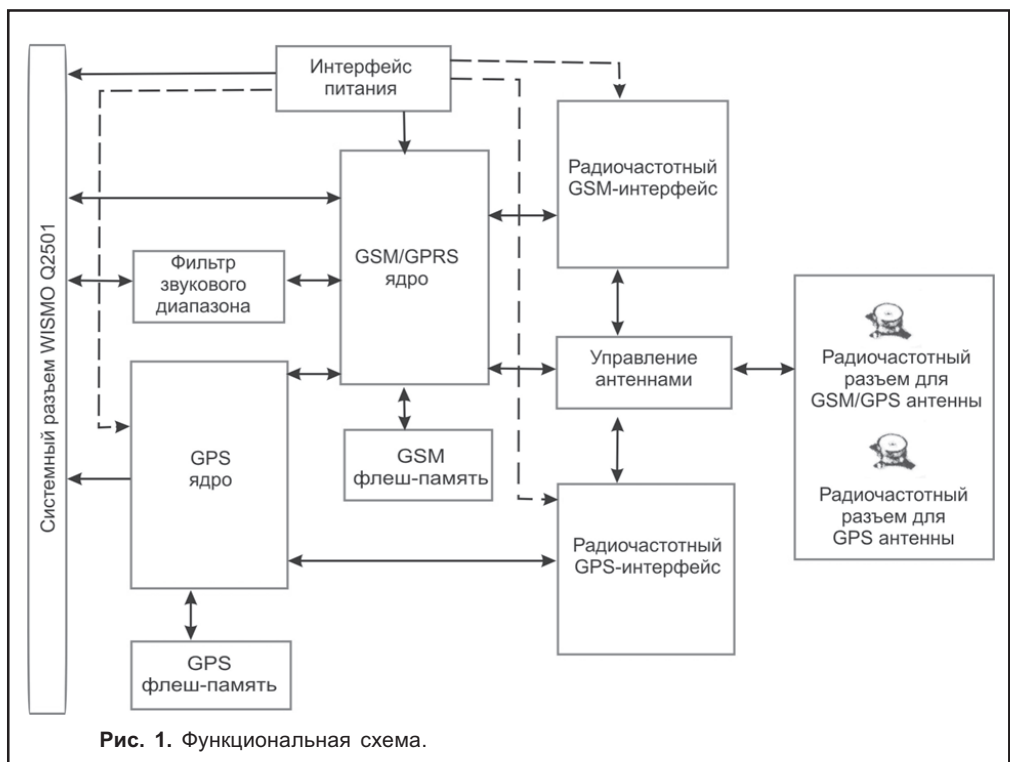 Системный разъем WISMO Q2501
Интерфейс
питания
Радиочастотный
GSM-интерфейс
GSM/GPRS
ядро
Фильтр
звукового
диапазона
Управление
антеннами
Радиочастотный
разъем для
GSM/GPS антенны
GPS
ядро
GSM
флеш-память
Радиочастотный
разъем для
GPS антенны
Радиочастотный
GPS-интерфейс
GPS
флеш-память
Рис. 1. Функциональная схема.